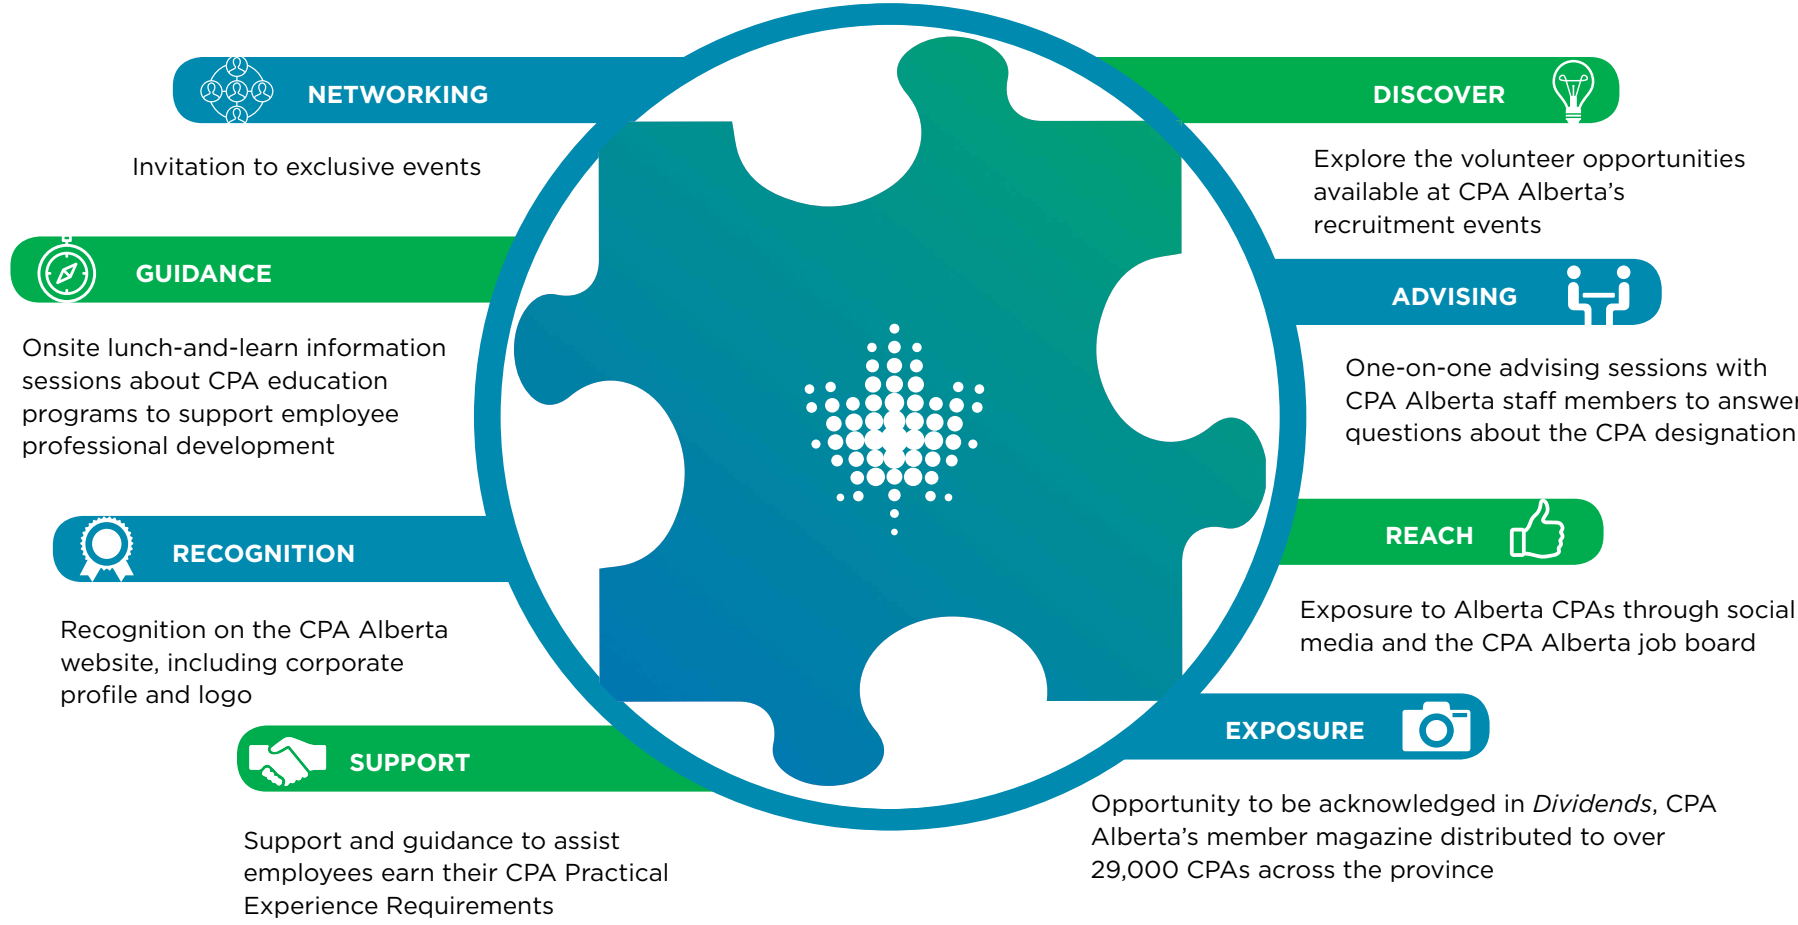 NETWORKING
Invitation to exclusive events
GUIDANCE
Onsite lunch-and-learn information
sessions about CPA education
programs to support employee
professional development
RECOGNITION
Recognition on the CPA Alberta
website, including corporate
profile and logo
SUPPORT
Support and guidance to assist
employees earn their CPA Practical
Experience Requirements
DISCOVER
Explore the volunteer opportunities
available at CPA Alberta’s
recruitment events
ADVISING
One-on-one advising sessions with
CPA Alberta staff members to answer
questions about the CPA designation
REACH
Exposure to Alberta CPAs through social
media and the CPA Alberta job board
EXPOSURE
Opportunity to be acknowledged in Dividends, CPA
Alberta’s member magazine distributed to over
29,000 CPAs across the province